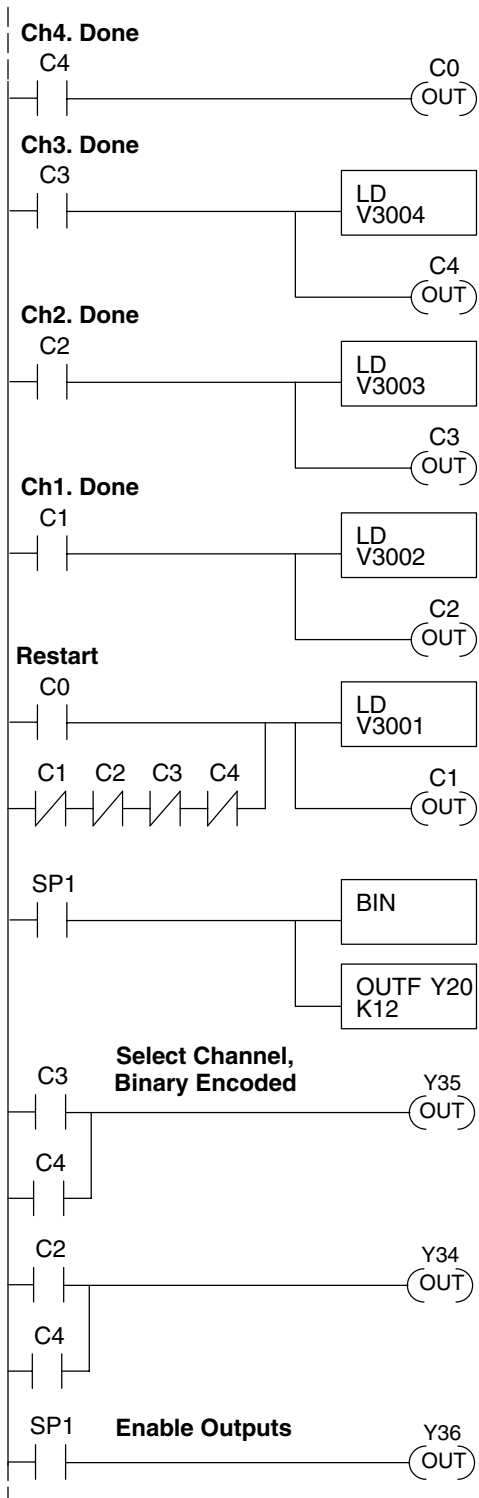 Ch4. Done
C4
C0
OUT
Ch3. Done
C3
LD
V3004
C4
OUT
Ch2. Done
C2
LD
V3003
C3
OUT
Ch1. Done
C1
LD
V3002
C2
OUT
Restart
C0
LD
V3001
C1 C2 C3 C4
C1
OUT
SP1
BIN
OUTF Y20
K12
Select Channel,
Binary Encoded
C3
Y35
OUT
C4
C2
Y34
OUT
C4
SP1
Enable Outputs
Y36
OUT